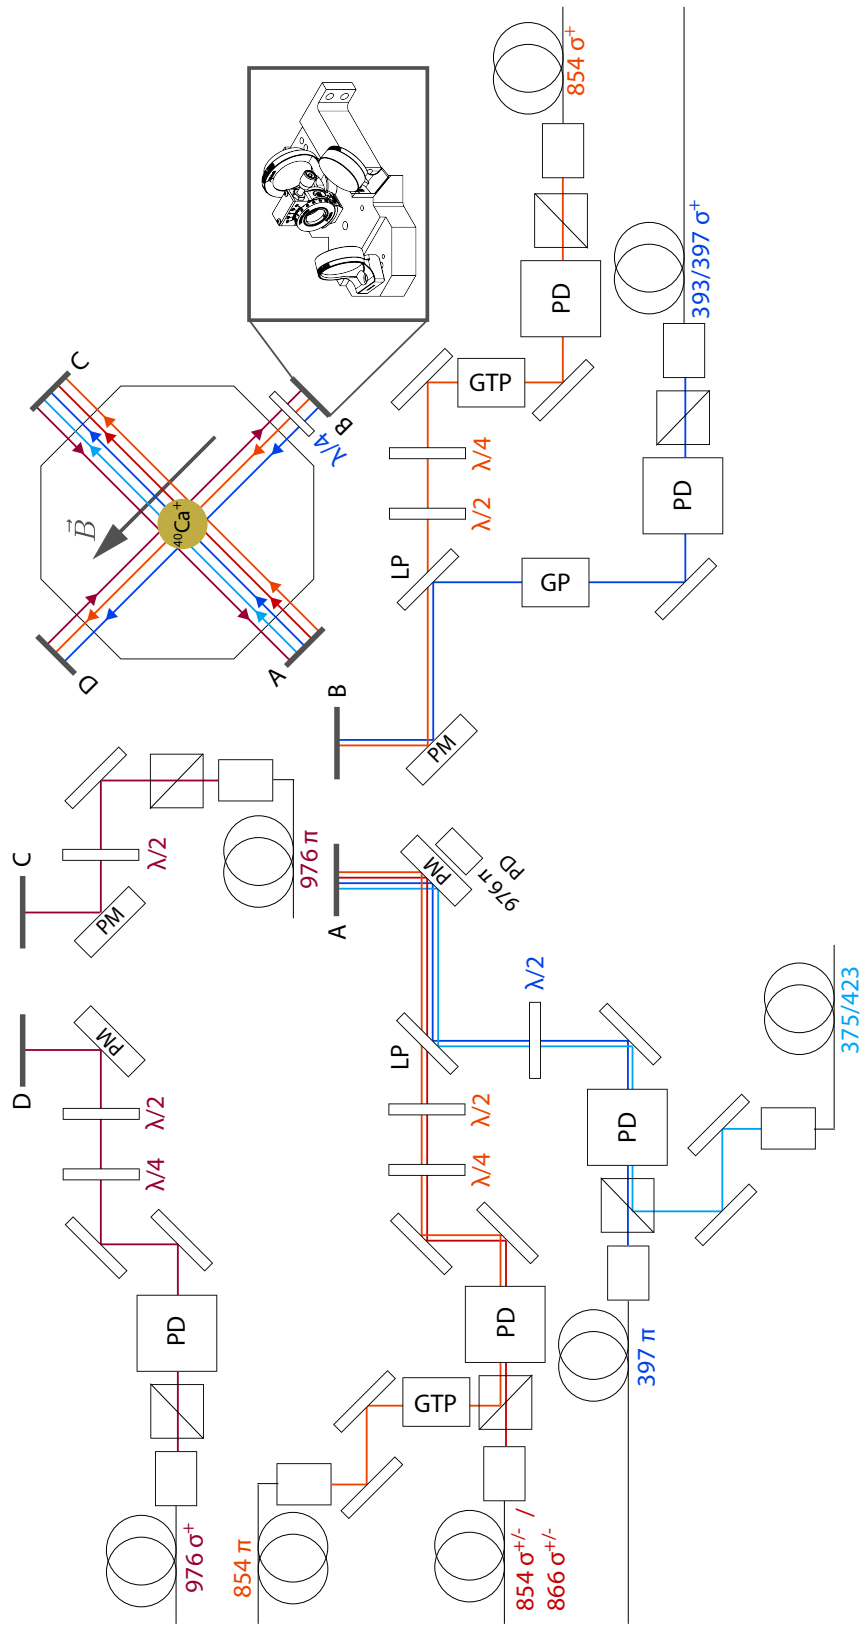 854 σ⁺
393/397 σ⁺
PD
PD
GTP
GP
λ/4
λ/2
LP
PM
B
C
B
λ/4
B⃗
⁴⁰Ca⁺
D
A
C
PM
λ/2
976 π
D
PM
λ/2
λ/4
PD
976 σ⁺
A
PM
976 π
PD
LP
λ/2
λ/4
λ/2
PD
GTP
854 π
854 σ⁺/⁻ /
866 σ⁺/⁻
PD
397 π
375/423